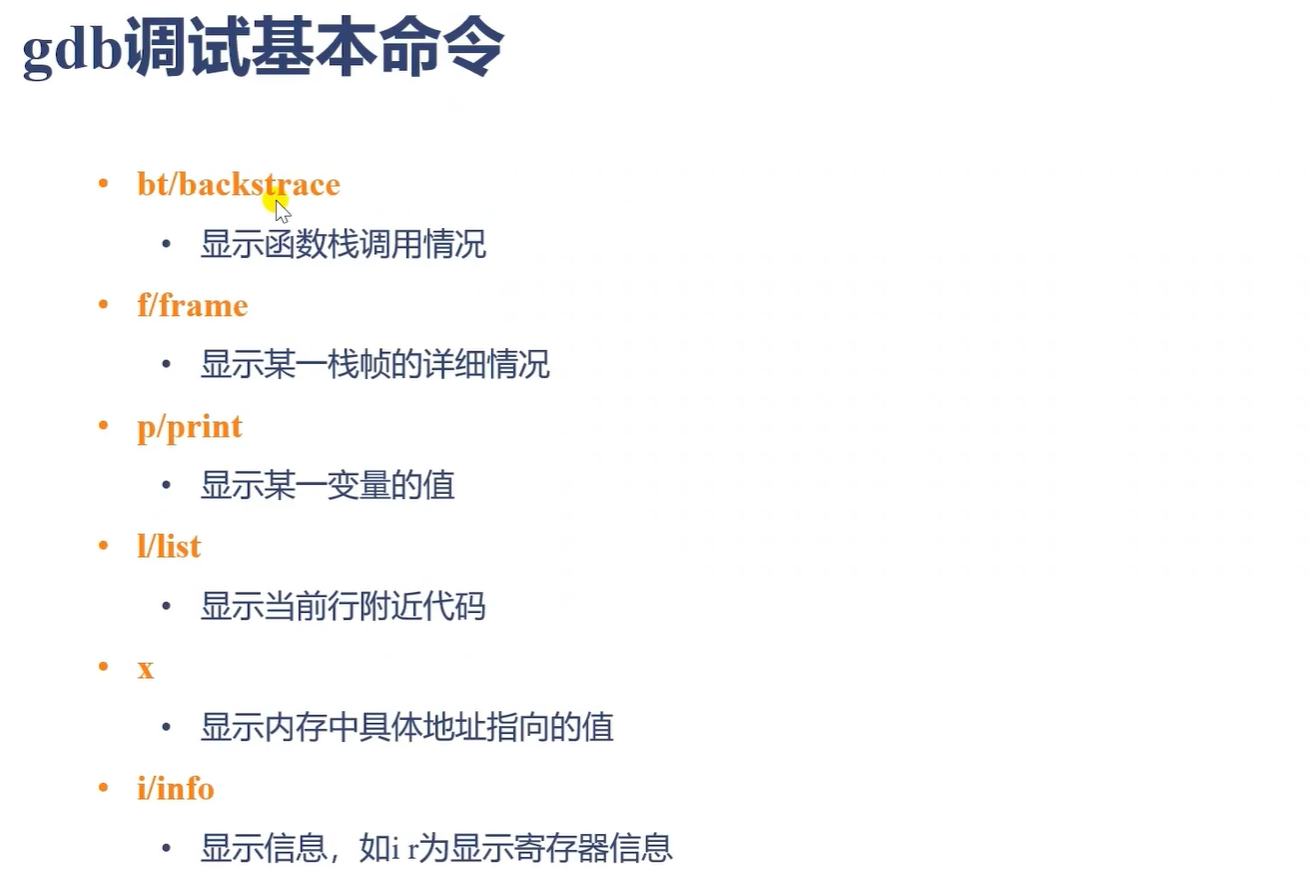 gdb调试基本命令
bt/backstrace
显示函数栈调用情况
f/frame
显示某一栈帧的详细情况
p/print
显示某一变量的值
l/list
显示当前行附近代码
x
显示内存中具体地址指向的值
i/info
显示信息，如i r为显示寄存器信息